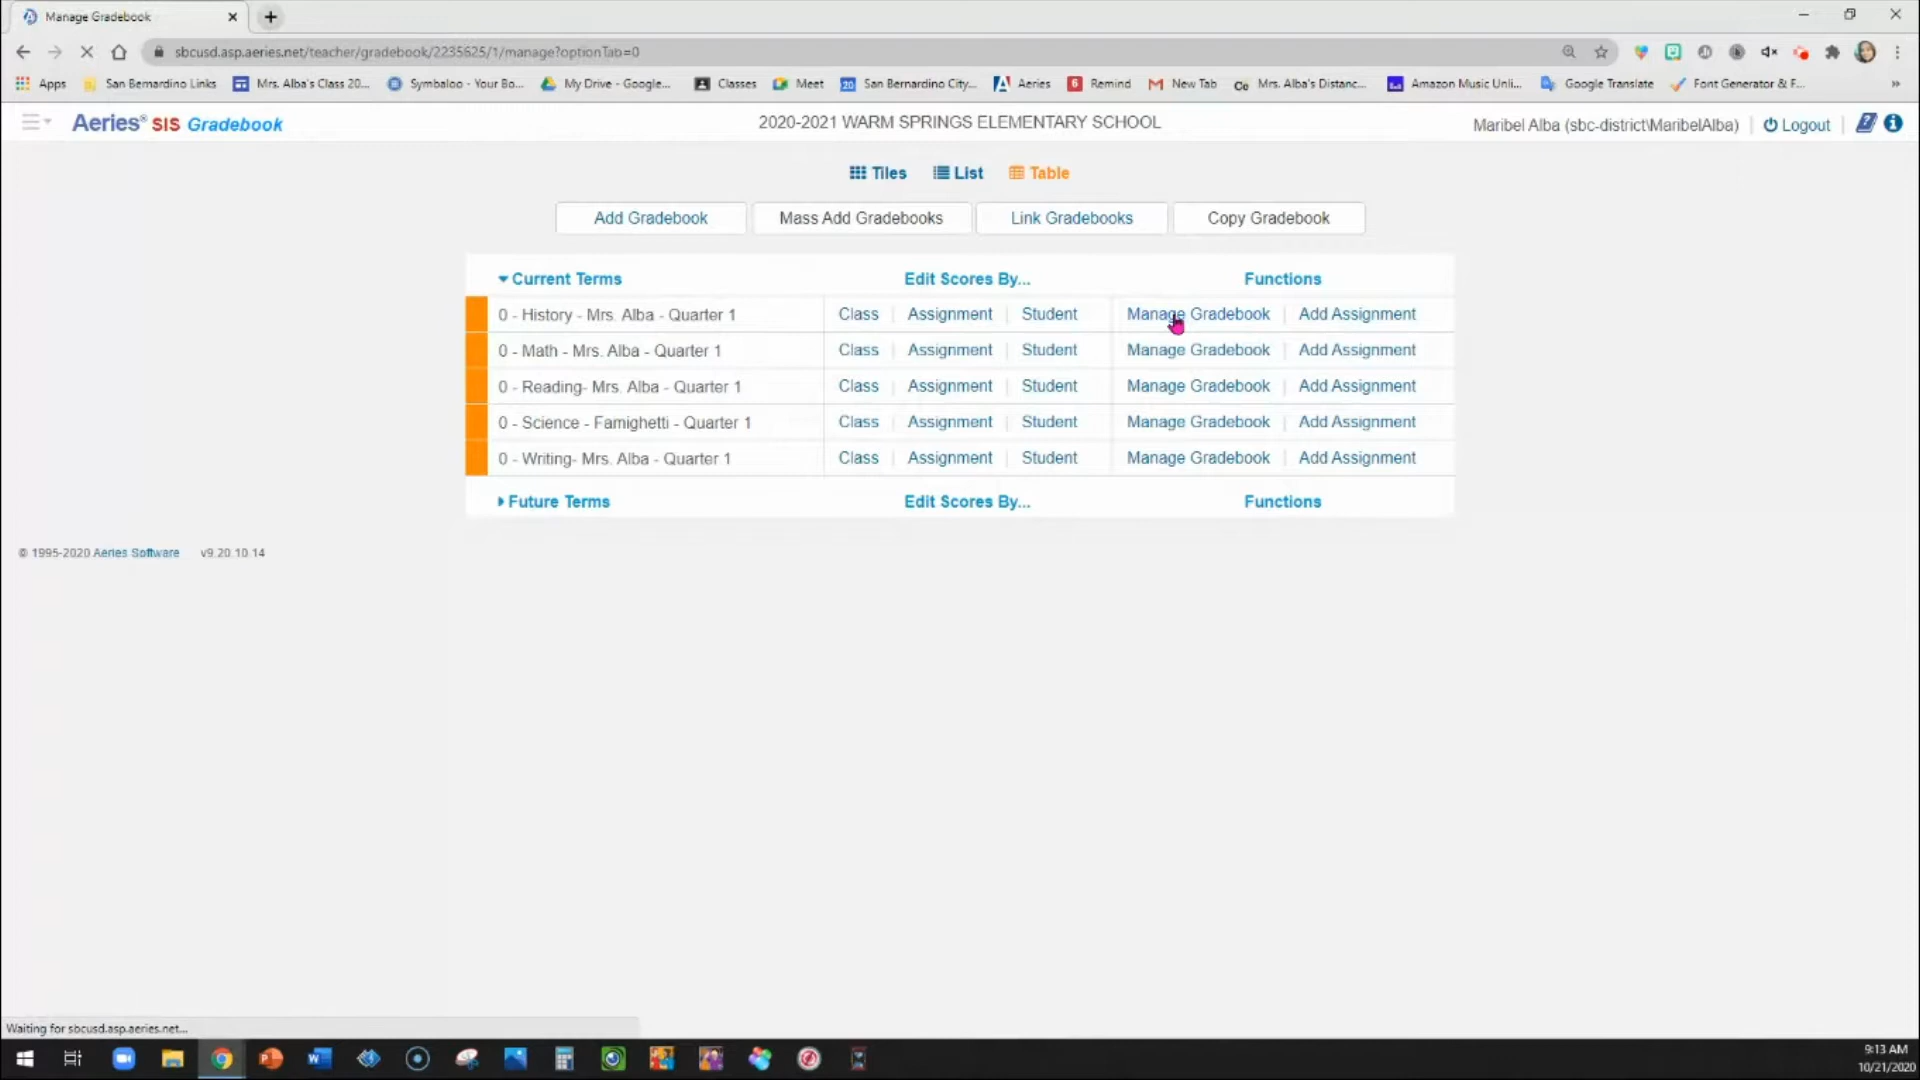 Manage Gradebook
sbcusd.asp.aeries.net/teacher/gradebook/2235625/1/manage?optionTab=0
Apps San Bernardino Links Mrs. Alba's Class 20... Symbaloo - Your Bo... My Drive - Google... Classes Meet 20 San Bernardino City... Aeries 6 Remind New Tab Mrs. Alba's Distanc... Amazon Music Unli... Google Translate Font Generator & F... »
Aeries® SIS Gradebook 2020-2021 WARM SPRINGS ELEMENTARY SCHOOL Maribel Alba (sbc-district\MaribelAlba) Logout
Tiles List Table
Add Gradebook Mass Add Gradebooks Link Gradebooks Copy Gradebook
Current Terms Edit Scores By... Functions
0 - History - Mrs. Alba - Quarter 1 Class Assignment Student Manage Gradebook Add Assignment
0 - Math - Mrs. Alba - Quarter 1 Class Assignment Student Manage Gradebook Add Assignment
0 - Reading- Mrs. Alba - Quarter 1 Class Assignment Student Manage Gradebook Add Assignment
0 - Science - Famighetti - Quarter 1 Class Assignment Student Manage Gradebook Add Assignment
0 - Writing- Mrs. Alba - Quarter 1 Class Assignment Student Manage Gradebook Add Assignment
Future Terms Edit Scores By... Functions
© 1995-2020 Aeries Software v9.20.10.14
Waiting for sbcusd.asp.aeries.net...
9:13 AM
10/21/2020